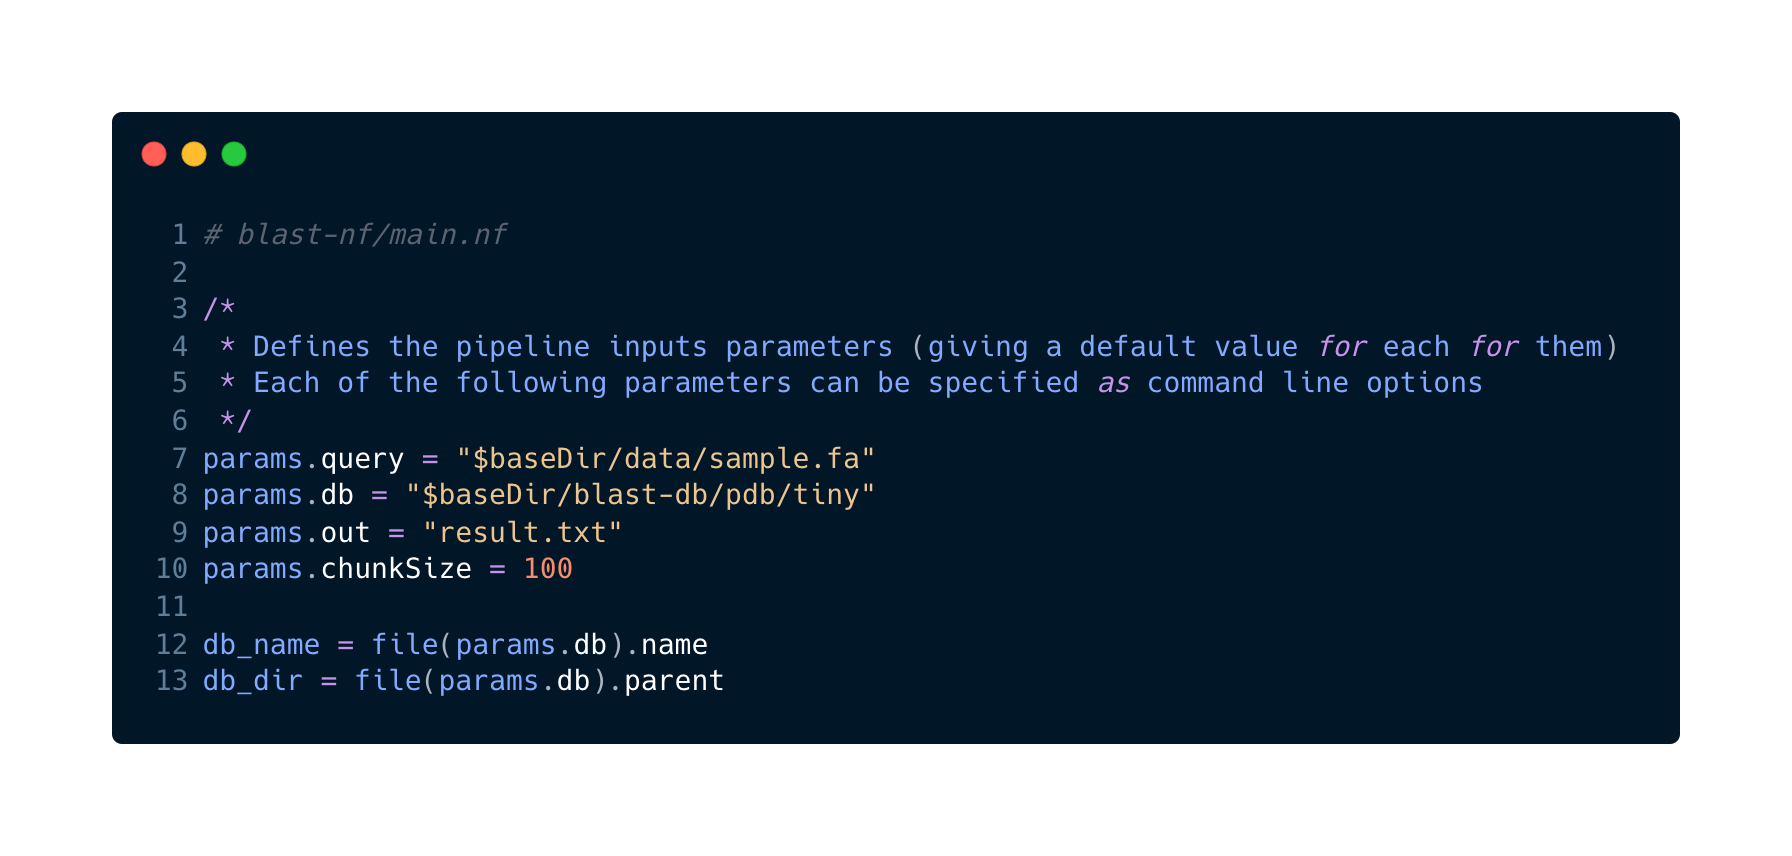 1 # blast-nf/main.nf
2
3 /*
4  * Defines the pipeline inputs parameters (giving a default value for each for them)
5  * Each of the following parameters can be specified as command line options
6  */
7 params.query = "$baseDir/data/sample.fa"
8 params.db = "$baseDir/blast-db/pdb/tiny"
9 params.out = "result.txt"
10 params.chunkSize = 100
11
12 db_name = file(params.db).name
13 db_dir = file(params.db).parent